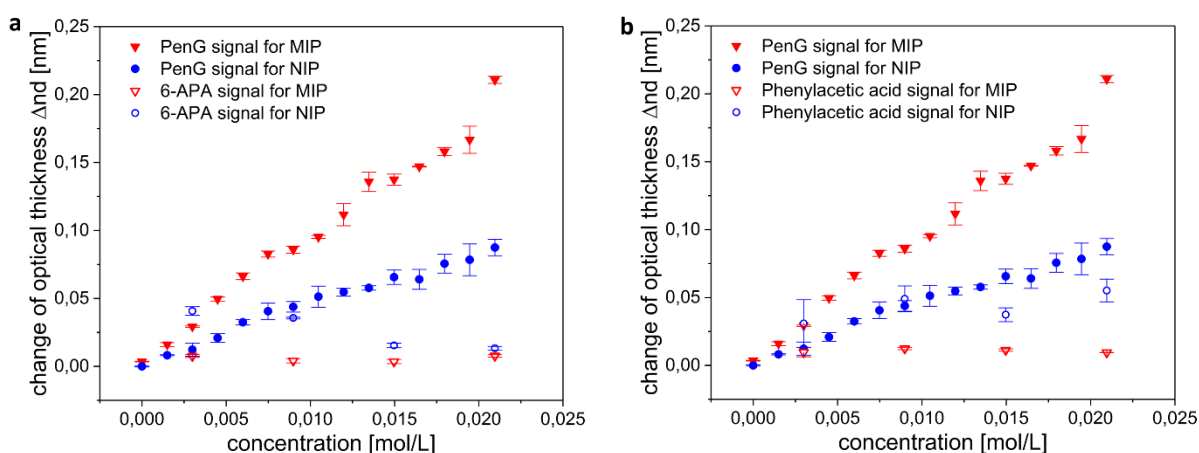 a
PenG signal for MIP
PenG signal for NIP
6-APA signal for MIP
6-APA signal for NIP
change of optical thickness Δnd [nm]
0,25
0,20
0,15
0,10
0,05
0,00
0,000 0,005 0,010 0,015 0,020 0,025
concentration [mol/L]
b
PenG signal for MIP
PenG signal for NIP
Phenylacetic acid signal for MIP
Phenylacetic acid signal for NIP
change of optical thickness Δnd [nm]
0,25
0,20
0,15
0,10
0,05
0,00
0,000 0,005 0,010 0,015 0,020 0,025
concentration [mol/L]